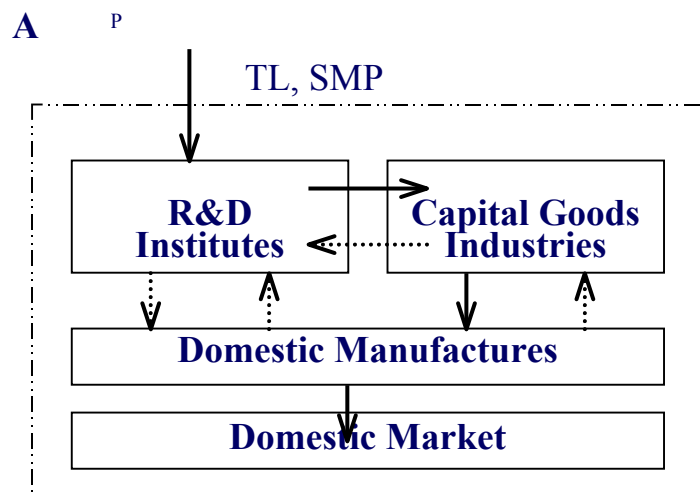 A P
TL, SMP
R&D
Institutes
Capital Goods
Industries
Domestic Manufactures
Domestic Market